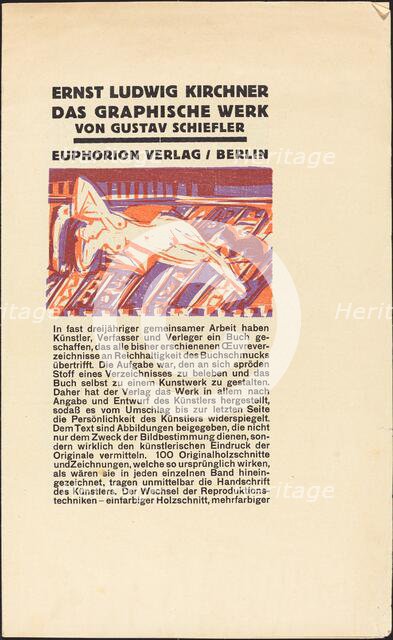 ERNST LUDWIG KIRCHNER
DAS GRAPHISCHE WERK
VON GUSTAV SCHIEFLER
EUPHORION VERLAG / BERLIN
In fast dreijähriger gemeinsamer Arbeit haben
Künstler, Verfasser und Verleger ein Buch ge-
schaffen, das alle bisher erschienenen Œuvrever-
zeichnisse an Reichhaltigkeit des Buchschmucks
übertrifft. Die Aufgabe war, den an sich spröden
Stoff eines Verzeichnisses zu beleben und das
Buch selbst zu einem Kunstwerk zu gestalten.
Daher hat der Verlag das Werk in allem nach
Angabe und Entwurf des Künstlers hergestellt,
sodaß es vom Umschlag bis zur letzten Seite
die Persönlichkeit des Künstlers widerspiegelt.
Dem Text sind Abbildungen beigegeben, die nicht
nur dem Zweck der Bildbestimmung dienen, son-
dern wirklich den künstlerischen Eindruck der
Originale vermitteln. 100 Originalholzschnitte
und Zeichnungen, welche so ursprünglich wirken,
als wären sie in jeden einzelnen Band hinein-
gezeichnet, tragen unmittelbar die Handschrift
des Künstlers. Der Wechsel der Reproduktions-
techniken – einfarbiger Holzschnitt, mehrfarbiger
Heritage
Heritage
Heritage
Heritage